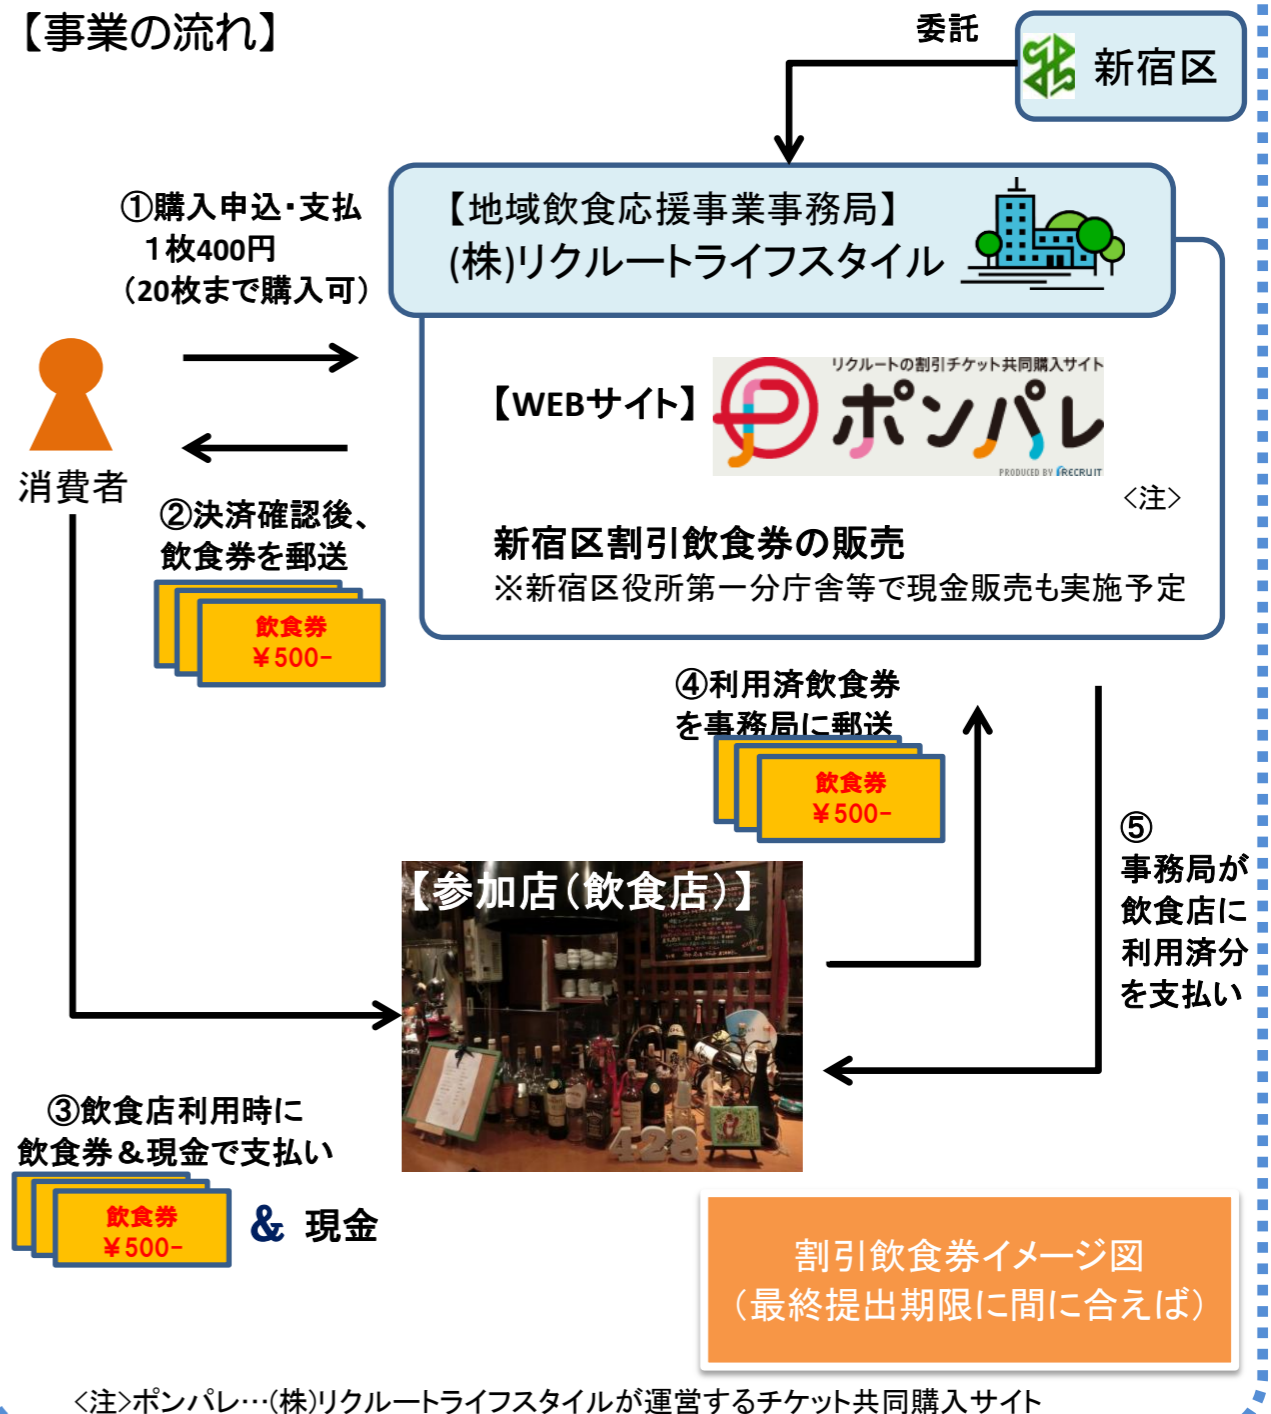 【事業の流れ】
委託
新宿区
①購入申込・支払
1枚400円
（20枚まで購入可）
【地域飲食応援事業事務局】
(株)リクルートライフスタイル
消費者
【WEBサイト】
リクルートの割引チケット共同購入サイト
ポンパレ
PRODUCED BY RECRUIT
<注>
②決済確認後、
飲食券を郵送
飲食券
￥500-
新宿区割引飲食券の販売
※新宿区役所第一分庁舎等で現金販売も実施予定
④利用済飲食券
を事務局に郵送
飲食券
￥500-
⑤
事務局が
飲食店に
利用済分
を支払い
【参加店（飲食店）】
428
③飲食店利用時に
飲食券＆現金で支払い
飲食券
￥500-
& 現金
割引飲食券イメージ図
（最終提出期限に間に合えば）
<注>ポンパレ…(株)リクルートライフスタイルが運営するチケット共同購入サイト